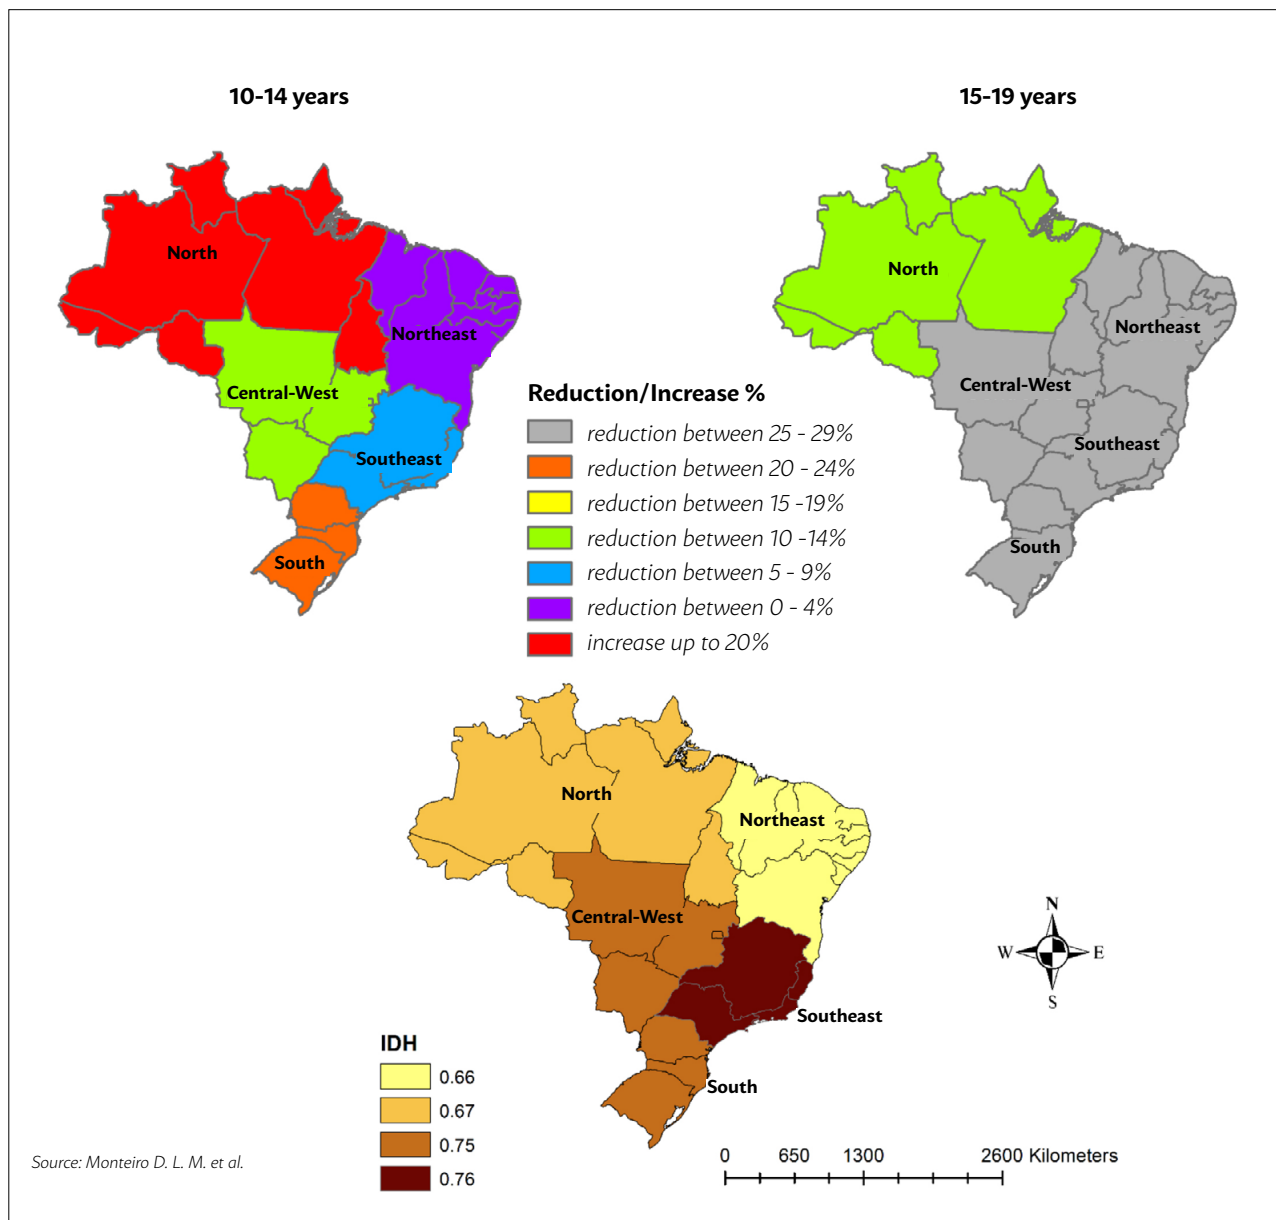 10-14 years
15-19 years
North
Northeast
Central-West
Southeast
South
North
Northeast
Central-West
Southeast
South
Reduction/Increase %
reduction between 25 - 29%
reduction between 20 - 24%
reduction between 15 -19%
reduction between 10 -14%
reduction between 5 - 9%
reduction between 0 - 4%
increase up to 20%
North
Northeast
Central-West
Southeast
South
N
W
E
S
IDH
0.66
0.67
0.75
0.76
0 650 1300 2600 Kilometers
Source: Monteiro D. L. M. et al.